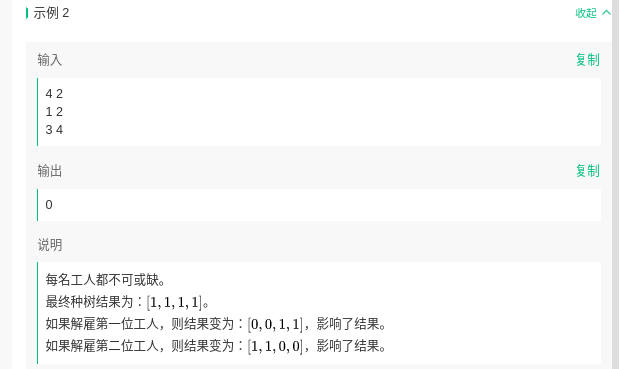 示例 2
收起
输入
复制
4 2
1 2
3 4
输出
复制
0
说明
每名工人都不可或缺。
最终种树结果为：[1, 1, 1, 1]。
如果解雇第一位工人，则结果变为：[0, 0, 1, 1]，影响了结果。
如果解雇第二位工人，则结果变为：[1, 1, 0, 0]，影响了结果。